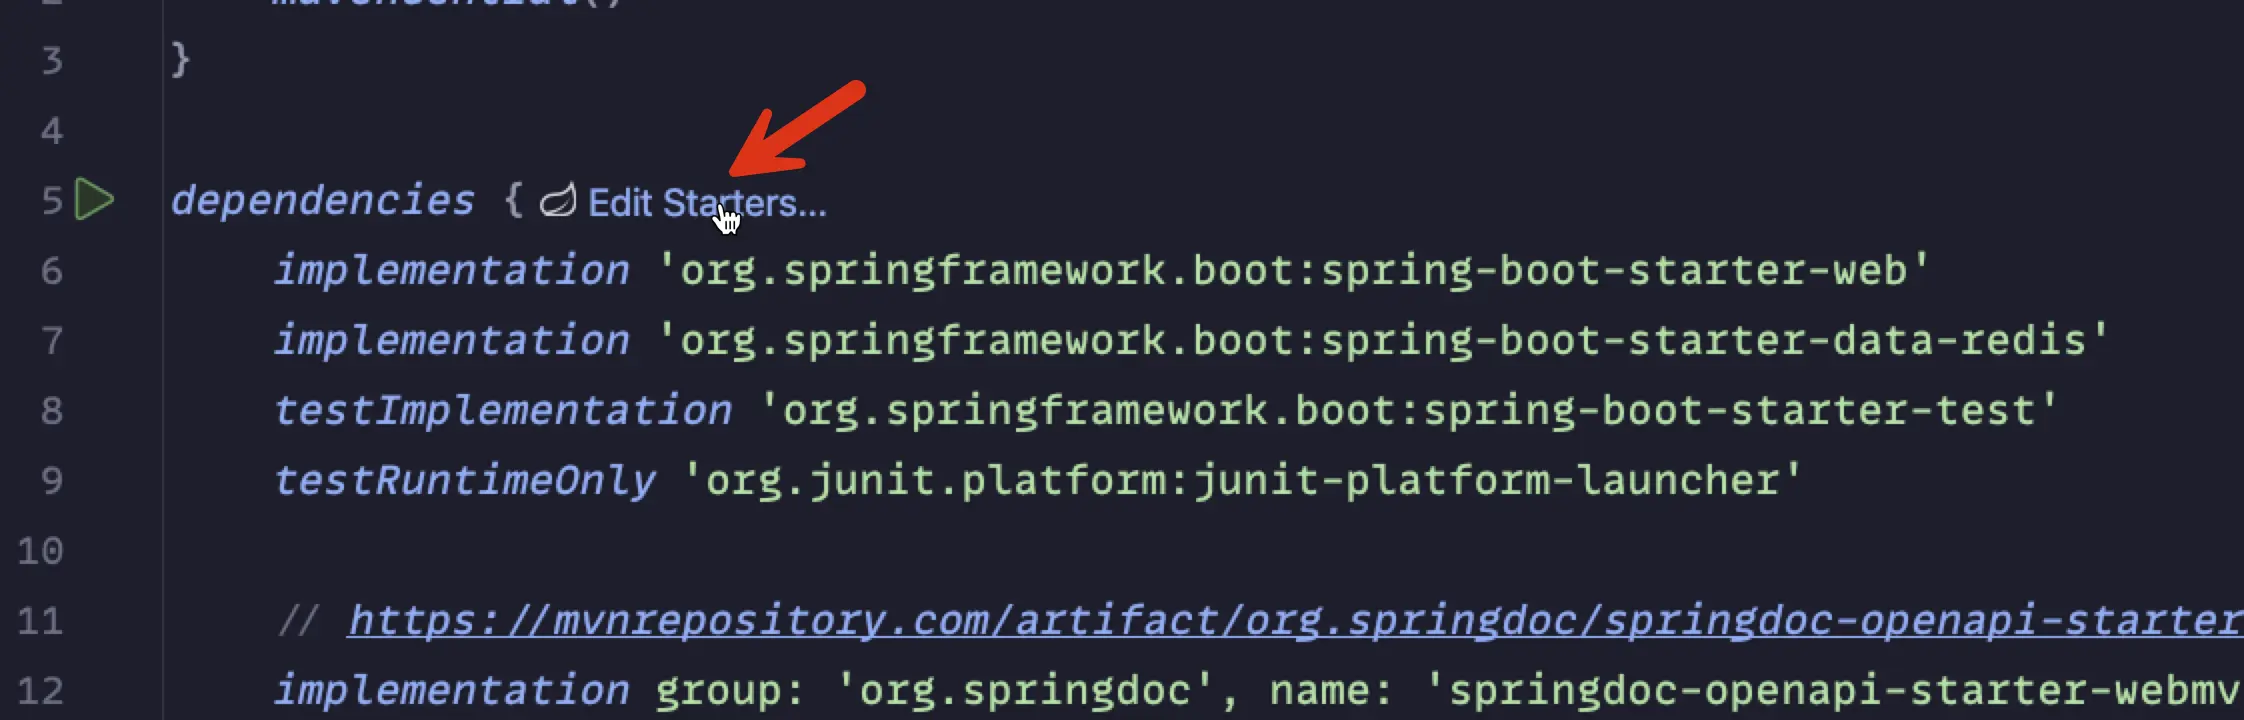 2
3 }
4
5 dependencies { Edit Starters...
6 implementation 'org.springframework.boot:spring-boot-starter-web'
7 implementation 'org.springframework.boot:spring-boot-starter-data-redis'
8 testImplementation 'org.springframework.boot:spring-boot-starter-test'
9 testRuntimeOnly 'org.junit.platform:junit-platform-launcher'
10
11 // https://mvnrepository.com/artifact/org.springdoc/springdoc-openapi-starter
12 implementation group: 'org.springdoc', name: 'springdoc-openapi-starter-webmv